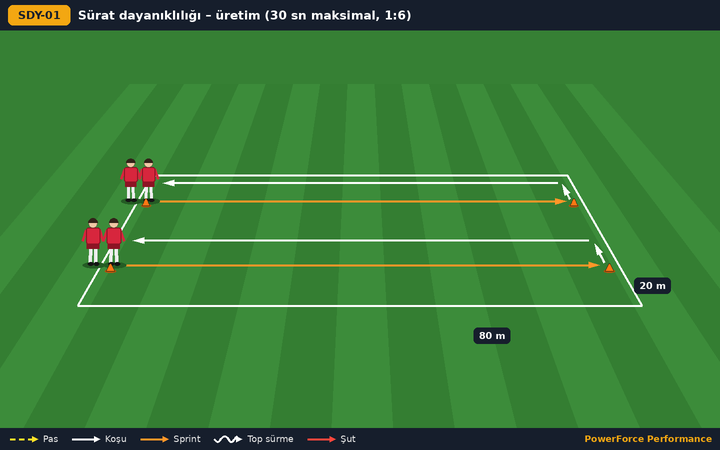 SDY-01 Sürat dayanıklılığı – üretim (30 sn maksimal, 1:6)
20 m
80 m
Pas Koşu Sprint Top sürme Şut PowerForce Performance